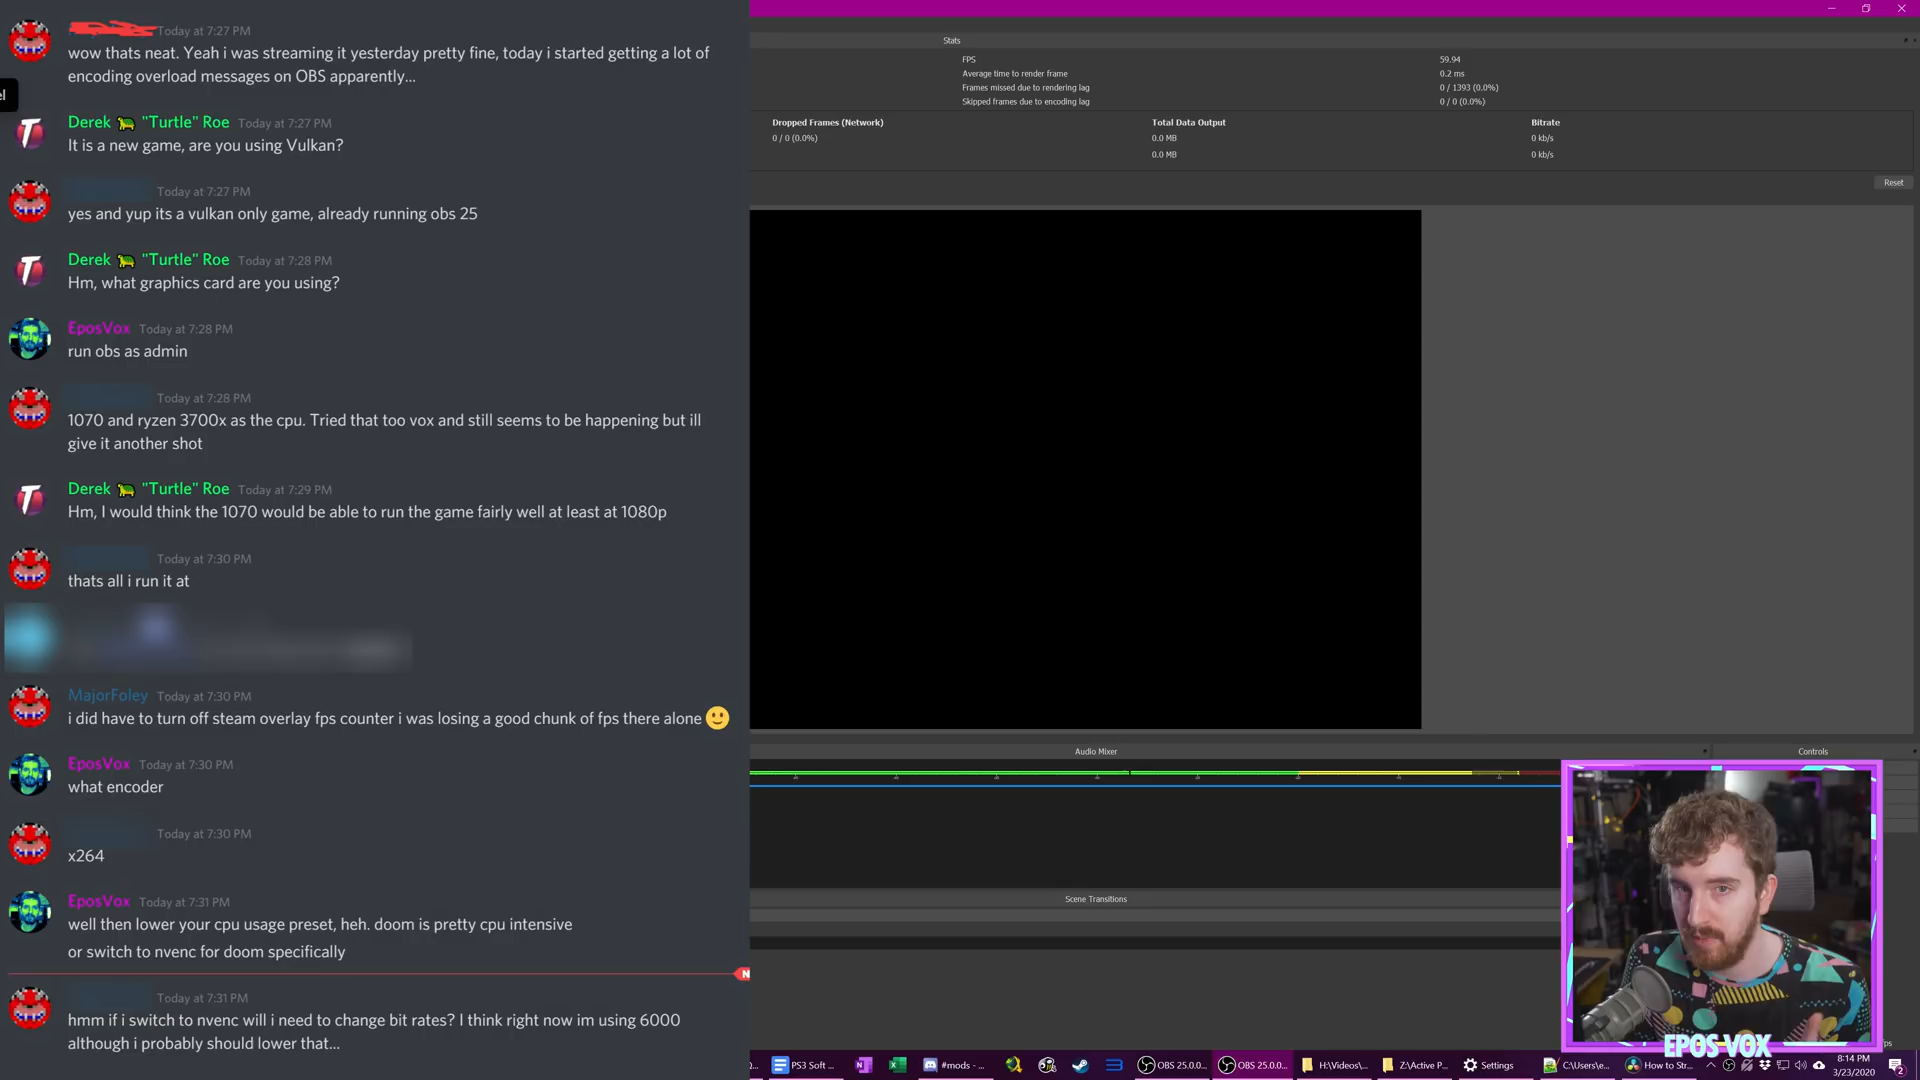 Today at 7:27 PM
wow thats neat. Yeah i was streaming it yesterday pretty fine, today i started getting a lot of
encoding overload messages on OBS apparently...
el
Derek 🐢 "Turtle" Roe Today at 7:27 PM
It is a new game, are you using Vulkan?
Today at 7:27 PM
yes and yup its a vulkan only game, already running obs 25
Derek 🐢 "Turtle" Roe Today at 7:28 PM
Hm, what graphics card are you using?
EposVox Today at 7:28 PM
run obs as admin
Today at 7:28 PM
1070 and ryzen 3700x as the cpu. Tried that too vox and still seems to be happening but ill
give it another shot
Derek 🐢 "Turtle" Roe Today at 7:29 PM
Hm, I would think the 1070 would be able to run the game fairly well at least at 1080p
Today at 7:30 PM
thats all i run it at
MajorFoley Today at 7:30 PM
i did have to turn off steam overlay fps counter i was losing a good chunk of fps there alone 🙂
EposVox Today at 7:30 PM
what encoder
Today at 7:30 PM
x264
EposVox Today at 7:31 PM
well then lower your cpu usage preset, heh. doom is pretty cpu intensive
or switch to nvenc for doom specifically
N
Today at 7:31 PM
hmm if i switch to nvenc will i need to change bit rates? I think right now im using 6000
although i probably should lower that...
Stats
FPS 59.94
Average time to render frame 0.2 ms
Frames missed due to rendering lag 0 / 1393 (0.0%)
Skipped frames due to encoding lag 0 / 0 (0.0%)
Dropped Frames (Network) Total Data Output Bitrate
0 / 0 (0.0%) 0.0 MB 0 kb/s
0.0 MB 0 kb/s
Reset
Audio Mixer
Controls
Scene Transitions
EPOS VOX
PS3 Soft ... #mods - ... OBS 25.0.0... OBS 25.0.0... H:\Videos\... Z:\Active P... Settings C:\Users\e... How to Str...
8:14 PM
3/23/2020
2